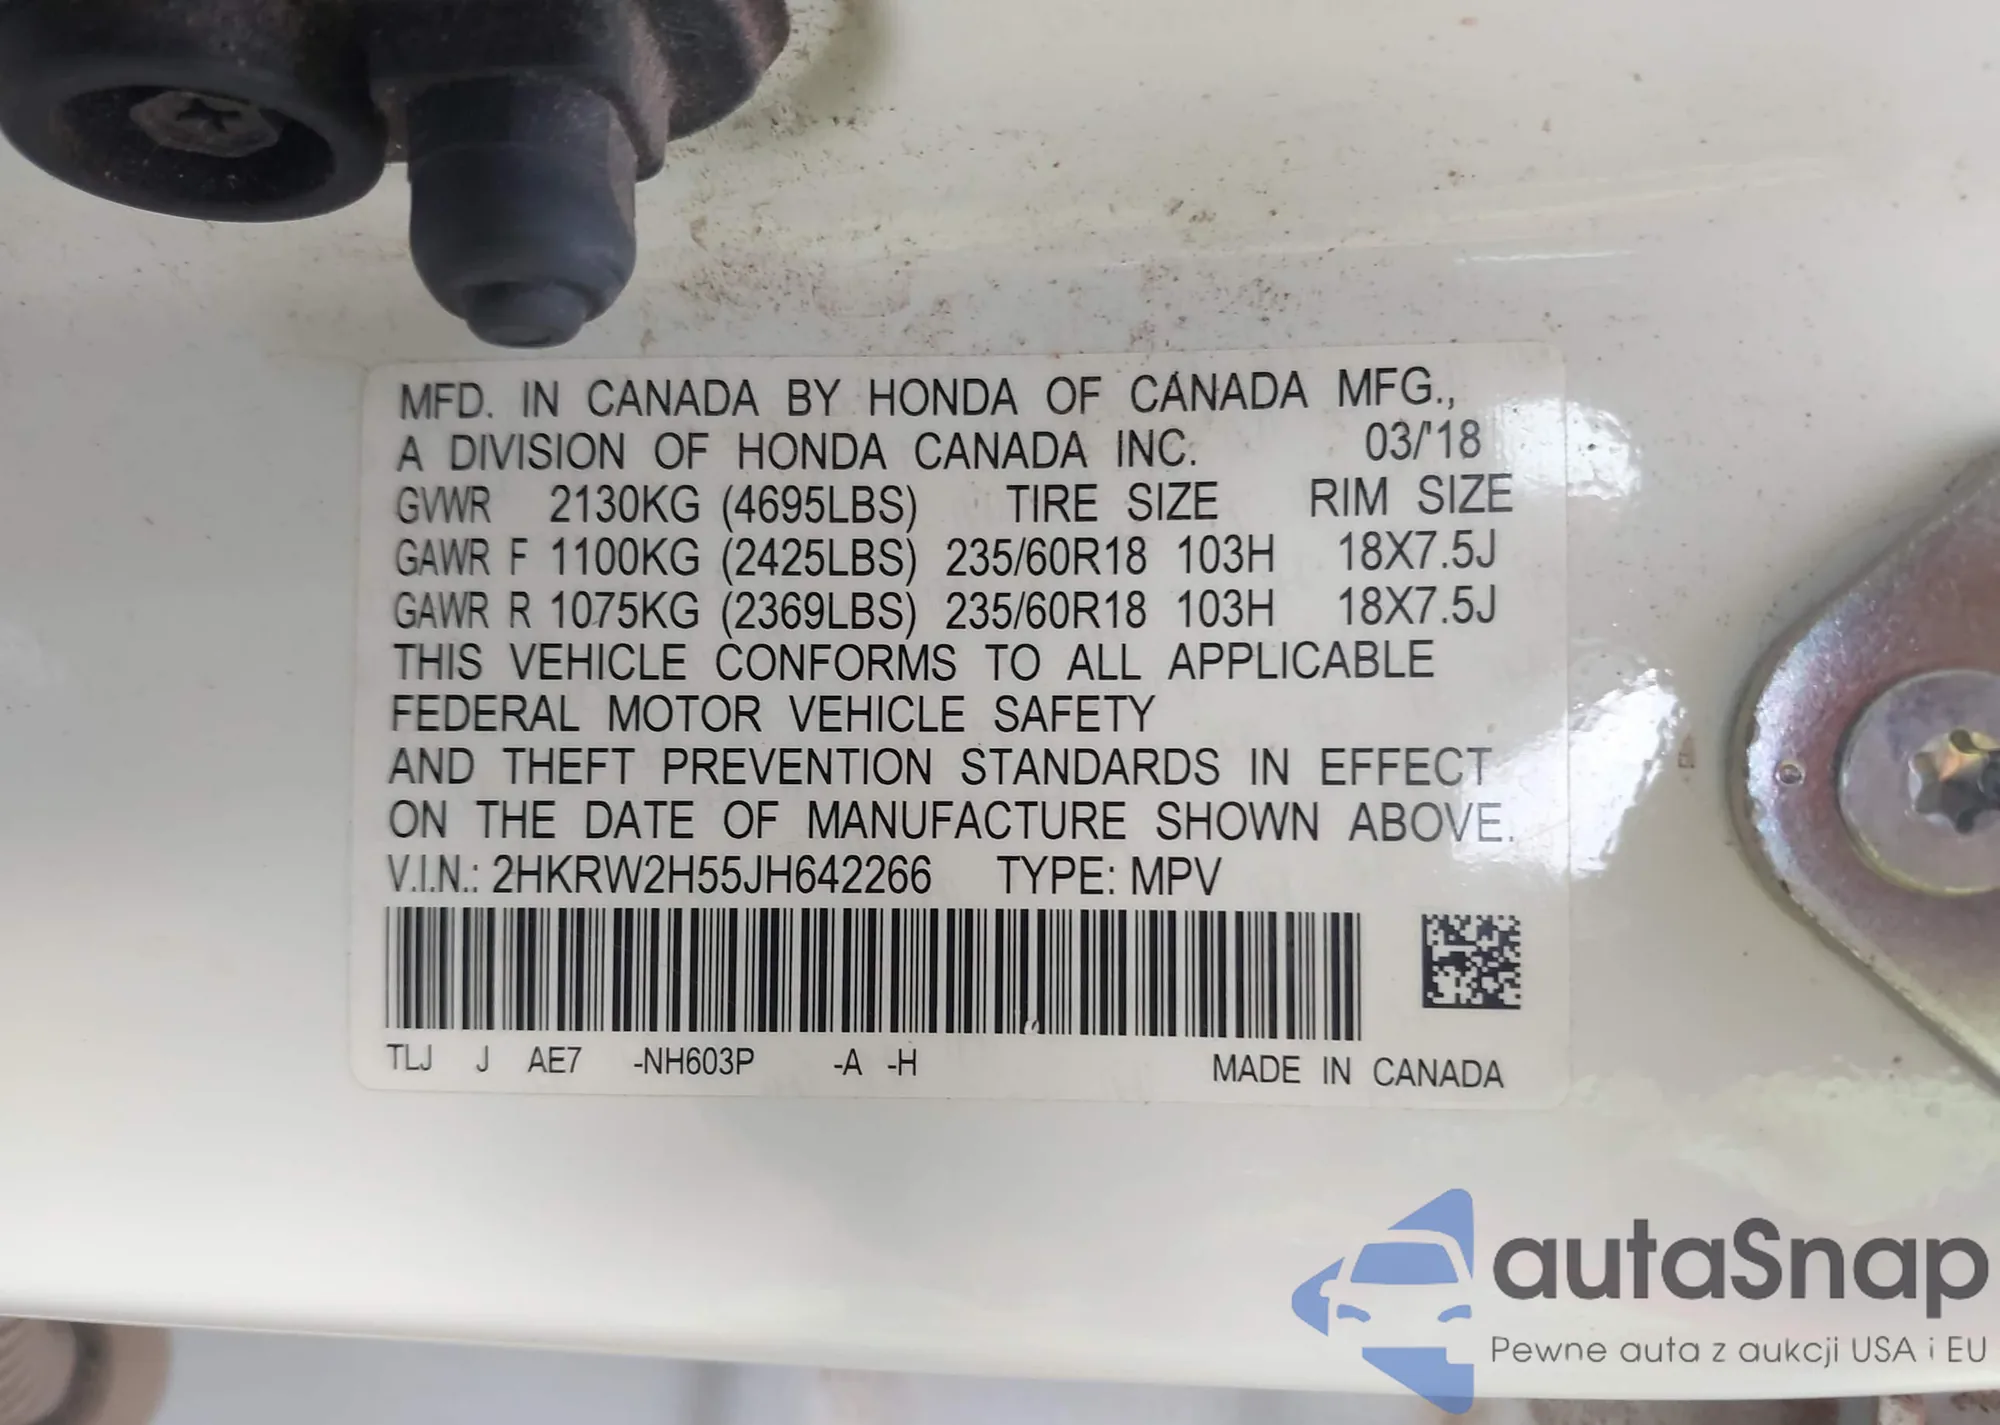 MFD. IN CANADA BY HONDA OF CANADA MFG.,
A DIVISION OF HONDA CANADA INC. 03/'18
GVWR 2130KG (4695LBS) TIRE SIZE RIM SIZE
GAWR F 1100KG (2425LBS) 235/60R18 103H 18X7.5J
GAWR R 1075KG (2369LBS) 235/60R18 103H 18X7.5J
THIS VEHICLE CONFORMS TO ALL APPLICABLE
FEDERAL MOTOR VEHICLE SAFETY
AND THEFT PREVENTION STANDARDS IN EFFECT
ON THE DATE OF MANUFACTURE SHOWN ABOVE.
V.I.N.: 2HKRW2H55JH642266 TYPE: MPV
TLJ J AE7 -NH603P -A -H MADE IN CANADA
autaSnap
Pewne auta z aukcji USA i EU